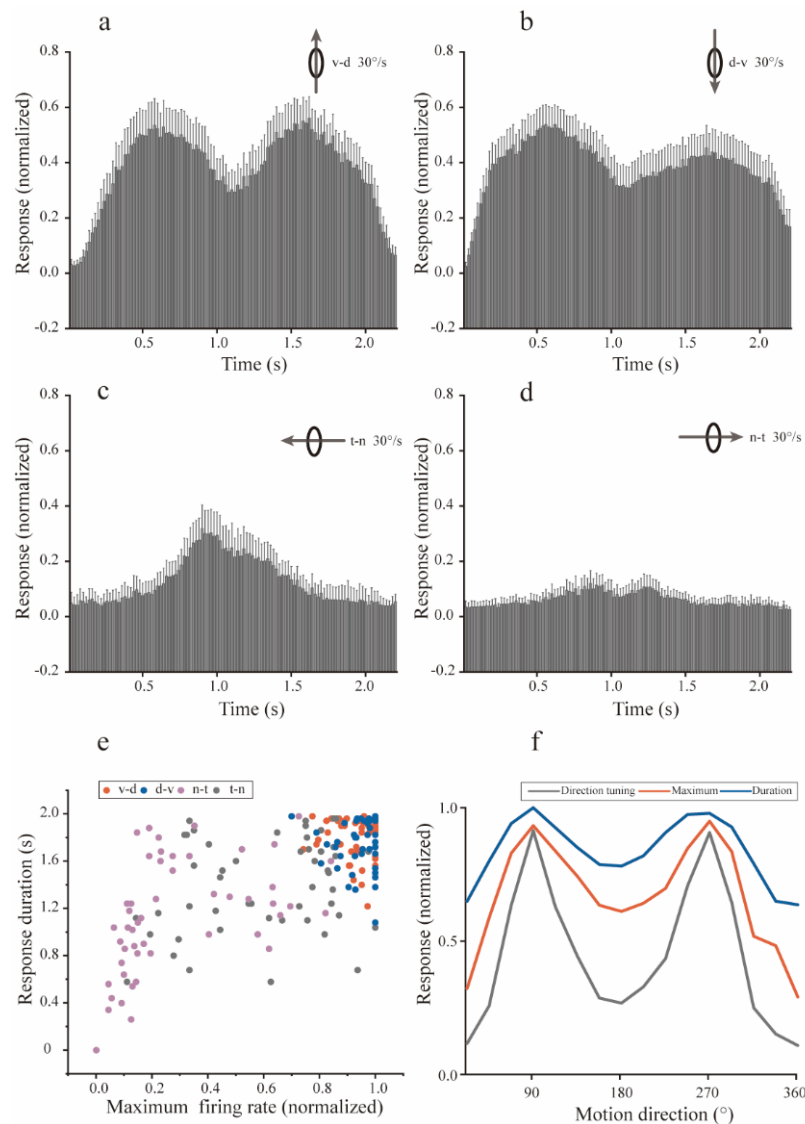 a
b
v-d 30°/s
d-v 30°/s
Response (normalized)
0.8
0.6
0.4
0.2
0.0
-0.2
0.5
1.0
1.5
2.0
Time (s)
Response (normalized)
0.8
0.6
0.4
0.2
0.0
-0.2
0.5
1.0
1.5
2.0
Time (s)
c
d
t-n 30°/s
n-t 30°/s
Response (normalized)
0.8
0.6
0.4
0.2
0.0
-0.2
0.5
1.0
1.5
2.0
Time (s)
Response (normalized)
0.8
0.6
0.4
0.2
0.0
-0.2
0.5
1.0
1.5
2.0
Time (s)
e
f
v-d d-v n-t t-n
Response duration (s)
2.0
1.6
1.2
0.8
0.4
0
0.0
0.2
0.4
0.6
0.8
1.0
Maximum firing rate (normalized)
Direction tuning Maximum Duration
Response (normalized)
1.0
0.5
0.0
90
180
270
360
Motion direction (°)